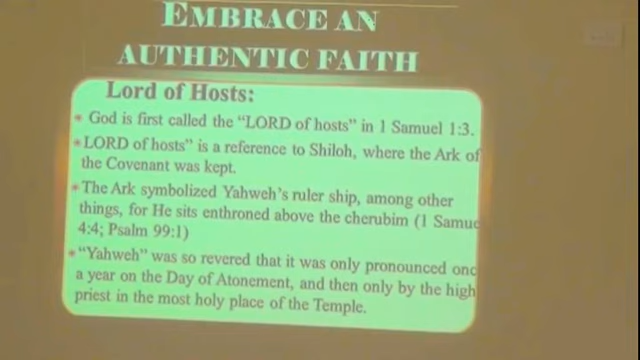 EMBRACE AN
AUTHENTIC FAITH
Lord of Hosts:
• God is first called the “LORD of hosts” in 1 Samuel 1:3.
• LORD of hosts” is a reference to Shiloh, where the Ark of
the Covenant was kept.
• The Ark symbolized Yahweh’s ruler ship, among other
things, for He sits enthroned above the cherubim (1 Samue
4:4; Psalm 99:1)
• “Yahweh” was so revered that it was only pronounced onc
a year on the Day of Atonement, and then only by the high
priest in the most holy place of the Temple.